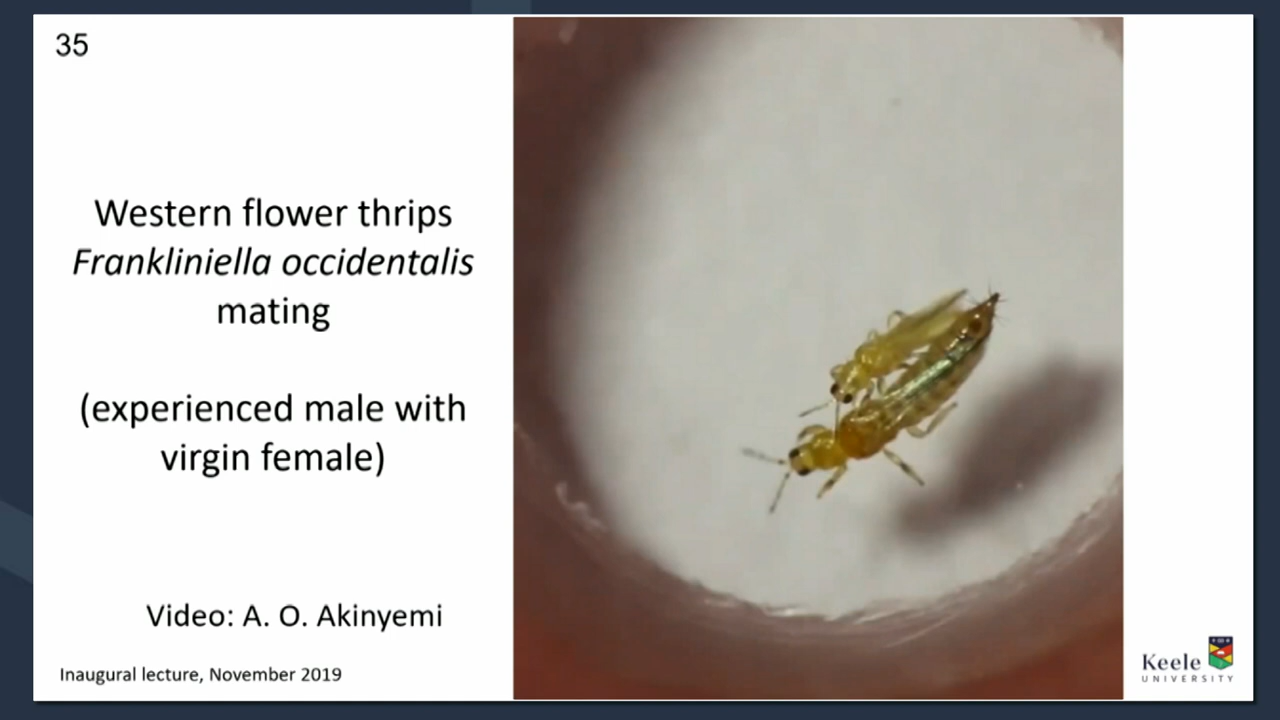 35
Western flower thrips
Frankliniella occidentalis
mating
(experienced male with
virgin female)
Video: A. O. Akinyemi
Inaugural lecture, November 2019
Keele
UNIVERSITY